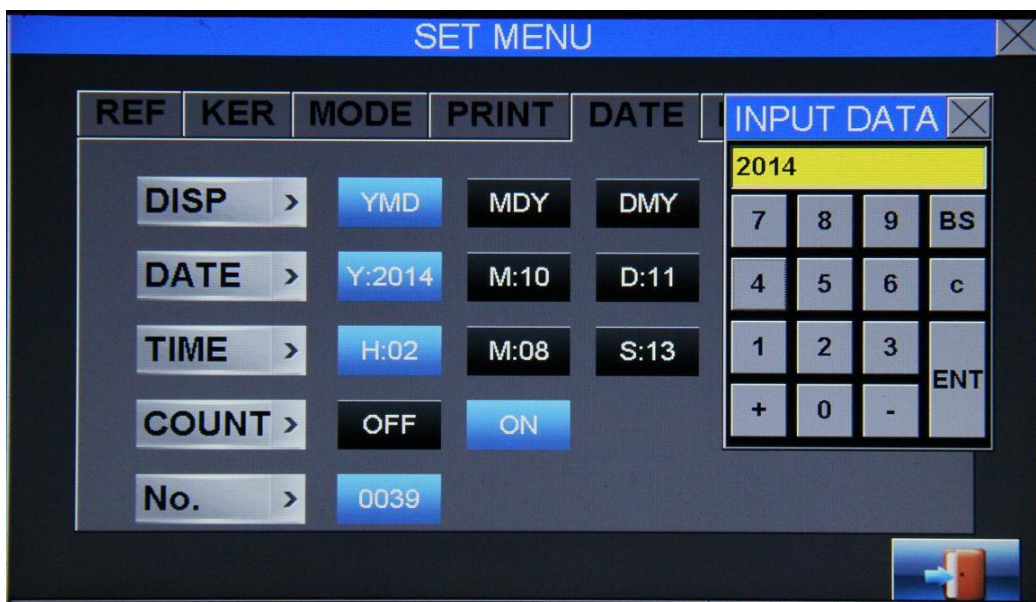 SET MENU
REF KER MODE PRINT DATE
INPUT DATA
2014
7 8 9 BS
4 5 6 c
1 2 3 ENT
+ 0 -
DISP > YMD MDY DMY
DATE > Y:2014 M:10 D:11
TIME > H:02 M:08 S:13
COUNT > OFF ON
No. > 0039